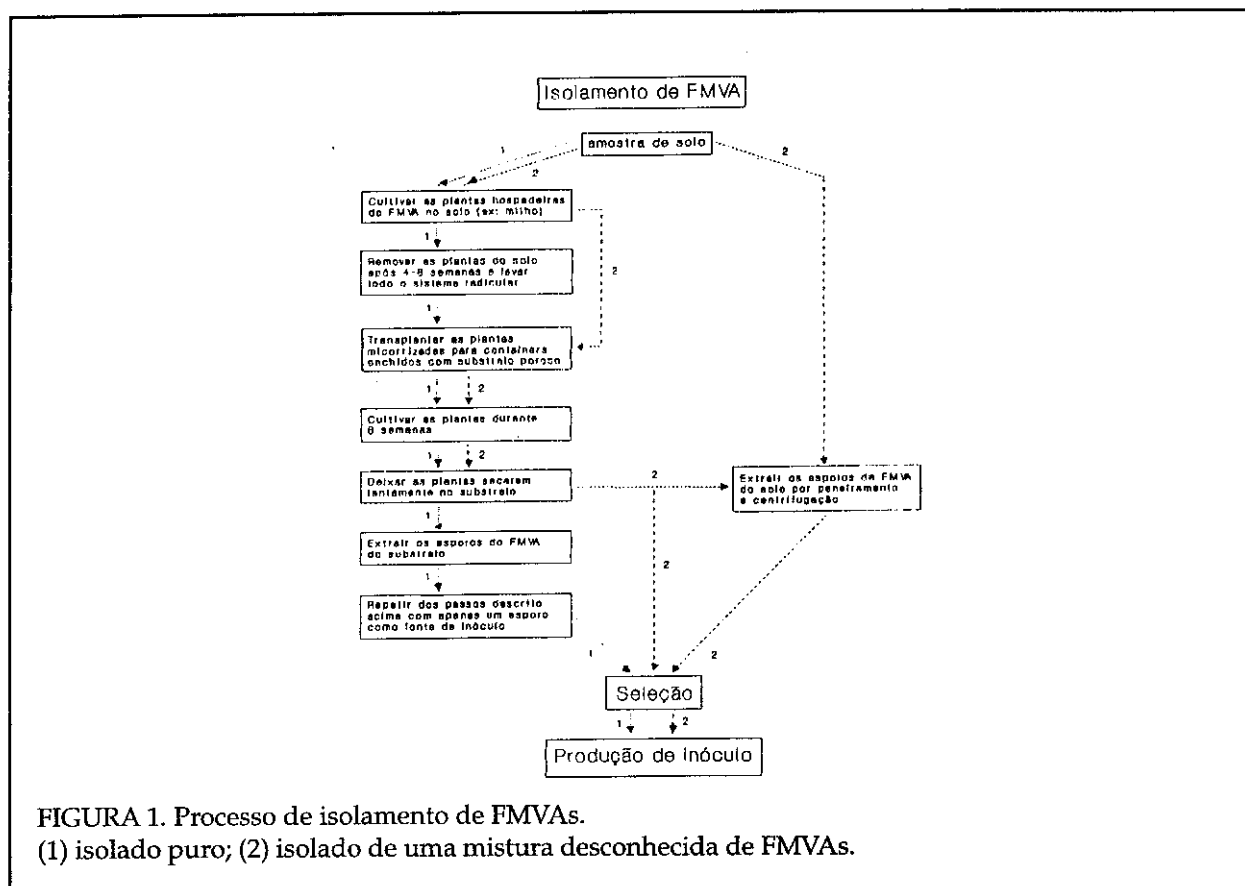 Isolamento de FMVA
amostra de solo
1
2
2
Cultivar as plantas hospedeiras
do FMVA no solo (ex: milho)
1
2
Remover as plantas do solo
após 4-8 semanas e lavar
todo o sistema radicular
1
Transplantar as plantas
micorrizadas para containers
enchidos com substrato poroso
1
2
Cultivar as plantas durante
8 semanas
1
2
Deixar as plantas secarem
lentamente no substrato
2
Extrair os esporos de FMVA
do solo por peneiramento
e centrifugação
1
Extrair os esporos do FMVA
do substrato
2
1
Repetir dos passos descrito
acima com apenas um esporo
como fonte de inóculo
1
2
Seleção
1
2
Produção de inóculo
FIGURA 1. Processo de isolamento de FMVAs.
(1) isolado puro; (2) isolado de uma mistura desconhecida de FMVAs.